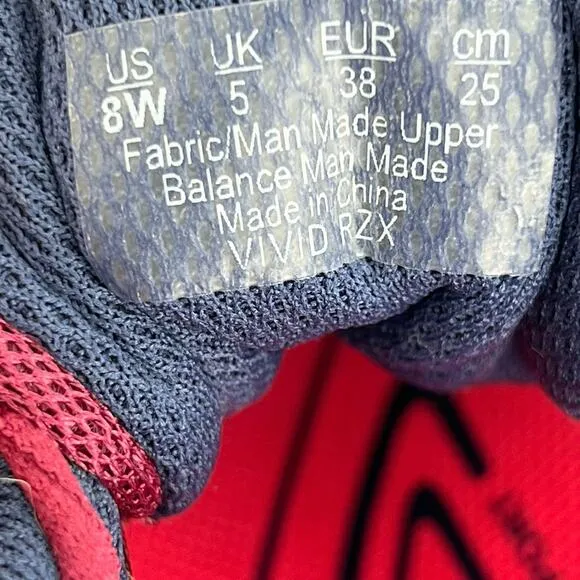 US UK EUR cm
8W 5 38 25
Fabric/Man Made Upper
Balance Man Made
Made in China
VIVID RZX